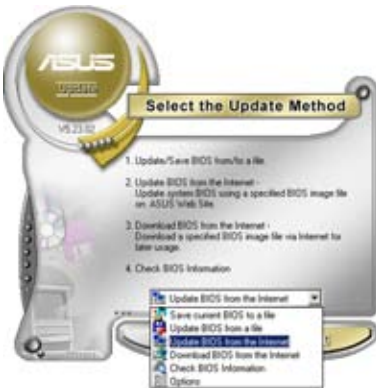 ASUS
Update
V5.23.02
Select the Update Method
1. Update/Save BIOS from/to a file
2. Update BIOS from the Internet -
Update system BIOS using a specified BIOS image file
on ASUS Web Site.
3. Download BIOS from the Internet -
Download a specified BIOS image file via Internet for
later usage.
4. Check BIOS Information
Update BIOS from the Internet
Save current BIOS to a file
Update BIOS from a file
Update BIOS from the Internet
Download BIOS from the Internet
Check BIOS Information
Options